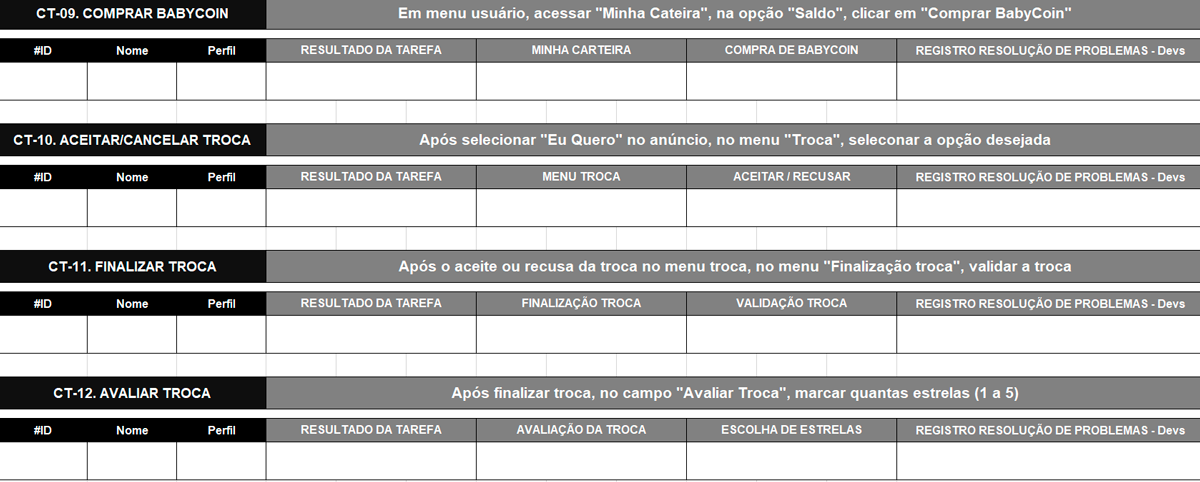 CT-09. COMPRAR BABYCOIN Em menu usuário, acessar "Minha Cateira", na opção "Saldo", clicar em "Comprar BabyCoin"
#ID Nome Perfil RESULTADO DA TAREFA MINHA CARTEIRA COMPRA DE BABYCOIN REGISTRO RESOLUÇÃO DE PROBLEMAS - Devs
CT-10. ACEITAR/CANCELAR TROCA Após selecionar "Eu Quero" no anúncio, no menu "Troca", seleconar a opção desejada
#ID Nome Perfil RESULTADO DA TAREFA MENU TROCA ACEITAR / RECUSAR REGISTRO RESOLUÇÃO DE PROBLEMAS - Devs
CT-11. FINALIZAR TROCA Após o aceite ou recusa da troca no menu troca, no menu "Finalização troca", validar a troca
#ID Nome Perfil RESULTADO DA TAREFA FINALIZAÇÃO TROCA VALIDAÇÃO TROCA REGISTRO RESOLUÇÃO DE PROBLEMAS - Devs
CT-12. AVALIAR TROCA Após finalizar troca, no campo "Avaliar Troca", marcar quantas estrelas (1 a 5)
#ID Nome Perfil RESULTADO DA TAREFA AVALIAÇÃO DA TROCA ESCOLHA DE ESTRELAS REGISTRO RESOLUÇÃO DE PROBLEMAS - Devs